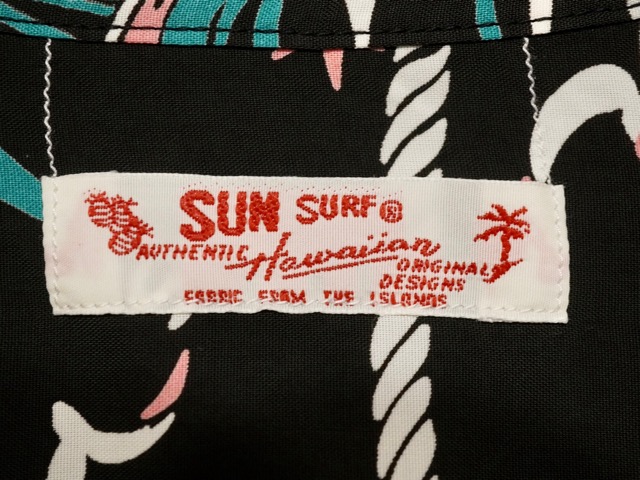 SUN SURF®
AUTHENTIC Hawaiian ORIGINAL
DESIGNS
FABRIC FROM THE ISLANDS